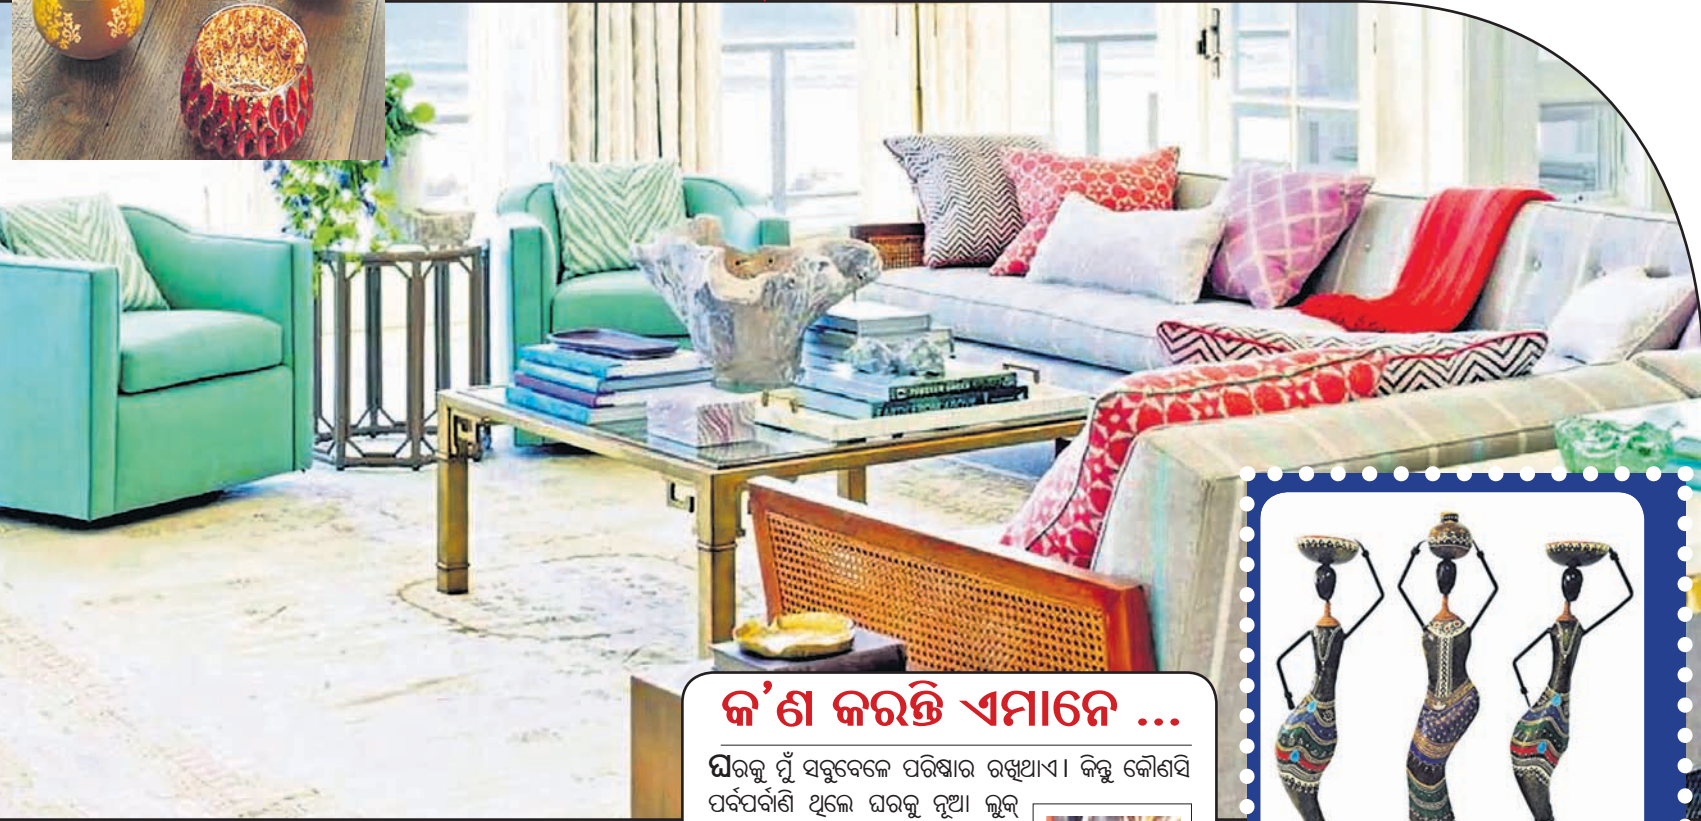 କ'ଣ କରନ୍ତି ଏମାନେ ...
ଘରକୁ ମୁଁ ସବୁବେଳେ ପରିଷ୍କାର ରଖିଥାଏ। କିନ୍ତୁ କୌଣସି
ପର୍ବପର୍ବାଣି ଥିଲେ ଘରକୁ ନୂଆ ଲୁକ୍